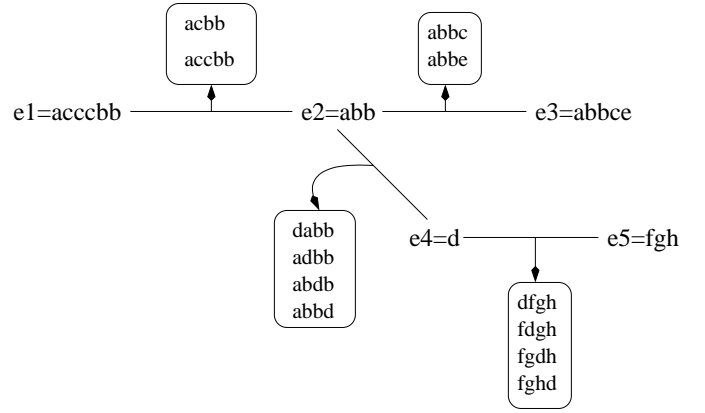 acbb
accbb
abbc
abbe
e1=acccbb
e2=abb
e3=abbce
dabb
adbb
abdb
abbd
e4=d
e5=fgh
dfgh
fdgh
fgdh
fghd